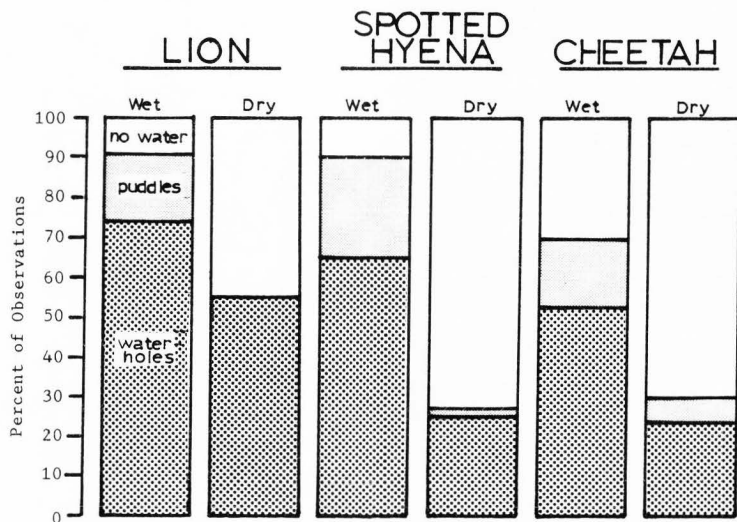 LION
SPOTTED
HYENA
CHEETAH
Wet
Dry
Wet
Dry
Wet
Dry
Percent of Observations
100
90
80
70
60
50
40
30
20
10
0
no water
puddles
water-
holes